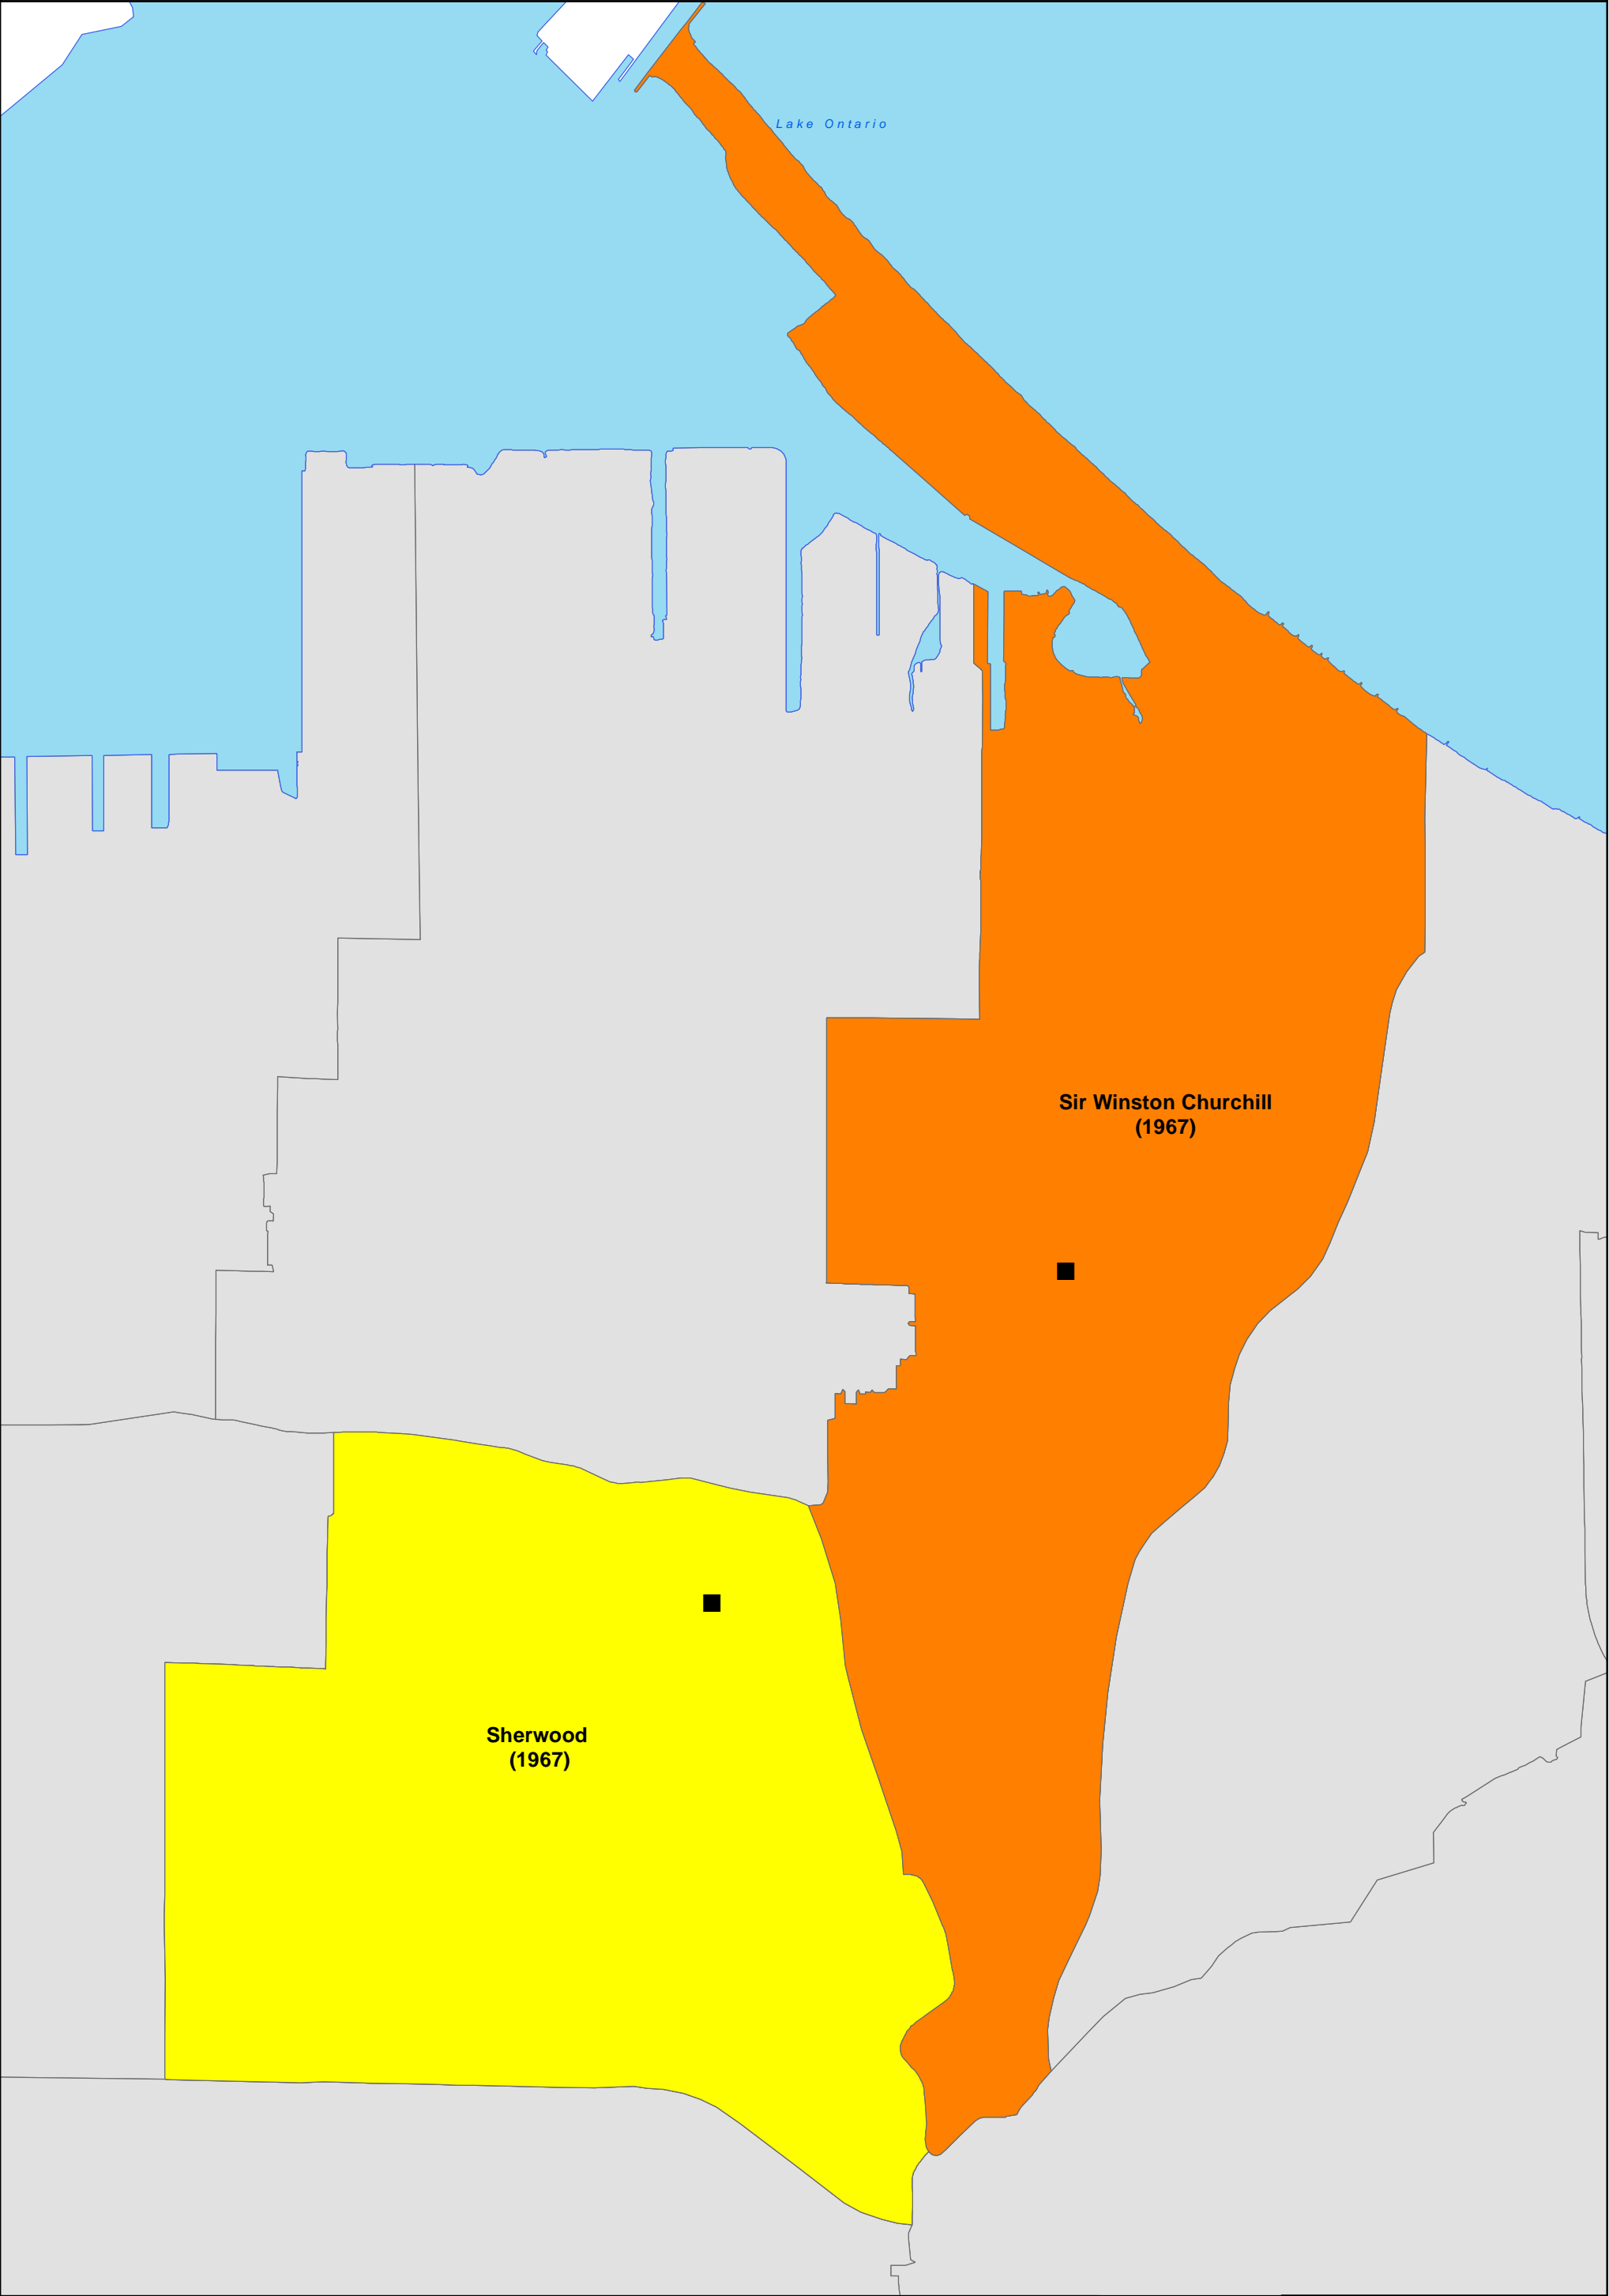 Lake Ontario
Sir Winston Churchill
(1967)
Sherwood
(1967)